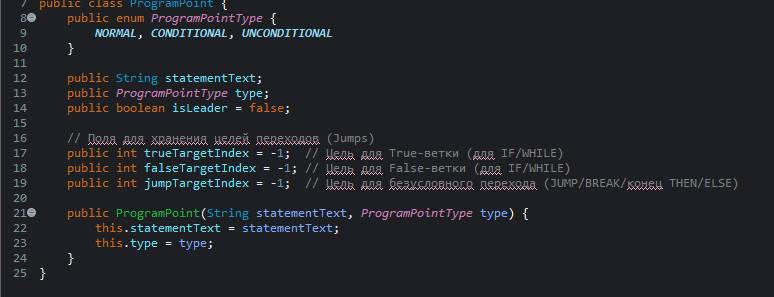 7 public class ProgramPoint {
8 public enum ProgramPointType {
9 NORMAL, CONDITIONAL, UNCONDITIONAL
10 }
11
12 public String statementText;
13 public ProgramPointType type;
14 public boolean isLeader = false;
15
16 // Поля для хранения целей переходов (Jumps)
17 public int trueTargetIndex = -1; // Цель для True-ветки (для IF/WHILE)
18 public int falseTargetIndex = -1; // Цель для False-ветки (для IF/WHILE)
19 public int jumpTargetIndex = -1; // Цель для безусловного перехода (JUMP/BREAK/конец THEN/ELSE)
20
21 public ProgramPoint(String statementText, ProgramPointType type) {
22 this.statementText = statementText;
23 this.type = type;
24 }
25 }